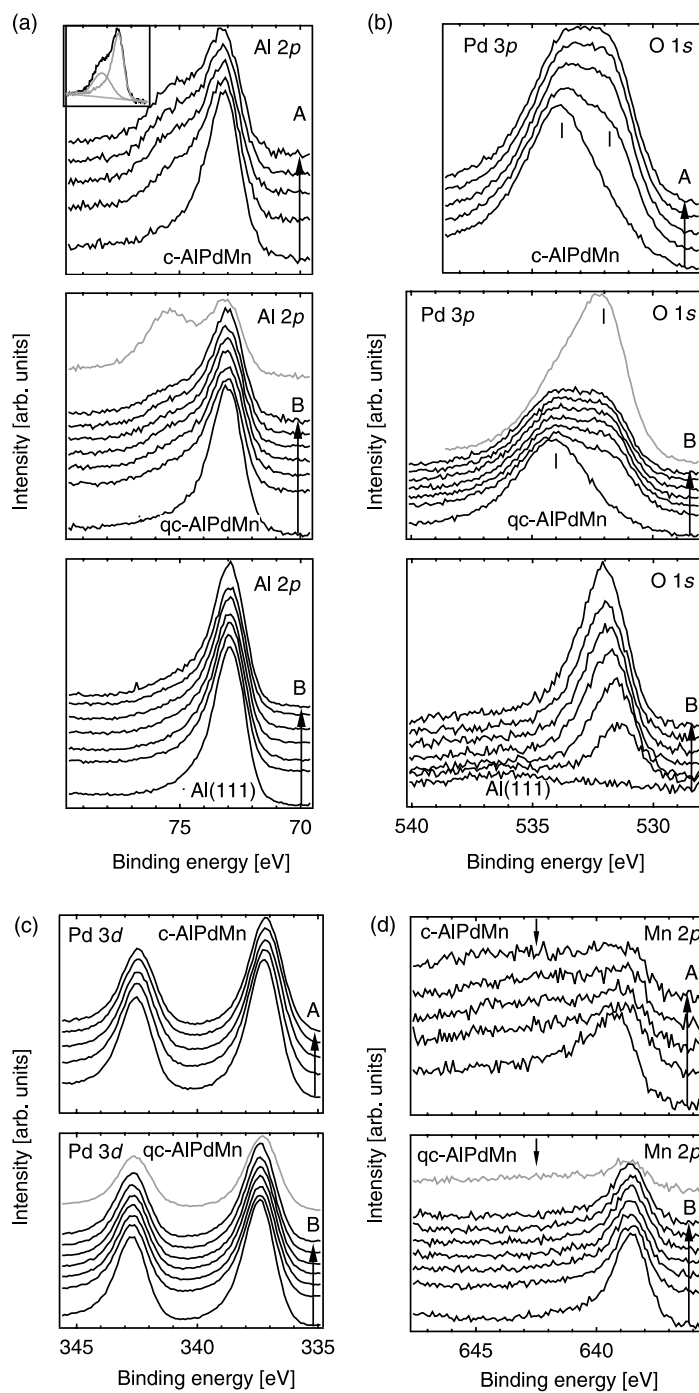 (a)
Al 2p
A
c-AlPdMn
Al 2p
B
qc-AlPdMn
Al 2p
B
Al(111)
75 70
Binding energy [eV]
Intensity [arb. units]
(b)
Pd 3p O 1s
A
c-AlPdMn
Pd 3p O 1s
B
qc-AlPdMn
O 1s
B
Al(111)
540 535 530
Binding energy [eV]
Intensity [arb. units]
(c)
Pd 3d c-AlPdMn
A
Pd 3d qc-AlPdMn
B
345 340 335
Binding energy [eV]
Intensity [arb. units]
(d)
c-AlPdMn Mn 2p
A
qc-AlPdMn Mn 2p
B
645 640
Binding energy [eV]
Intensity [arb. units]